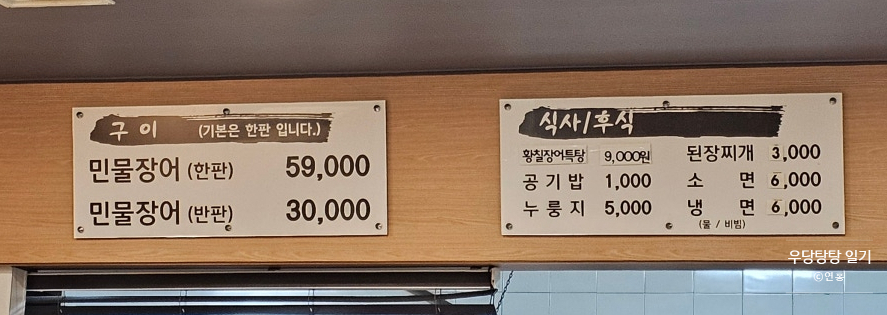 구 이 (기본은 한판 입니다.)
민물장어 (한판) 59,000
민물장어 (반판) 30,000
식사/후식
황칠장어특탕 9,000원 된장찌개 3,000
공 기 밥 1,000 소 면 6,000
누 룽 지 5,000 냉 면 6,000
(물 / 비빔)
우당탕탕 일기
©연홍